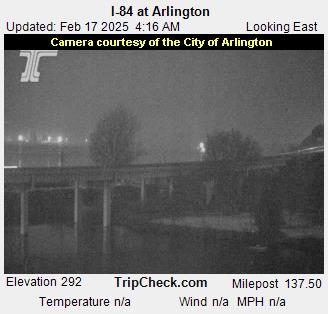 I-84 at Arlington
Updated: Feb 17 2025 4:16 AM Looking East
Camera courtesy of the City of Arlington
Elevation 292 TripCheck.com Milepost 137.50
Temperature n/a Wind n/a MPH n/a